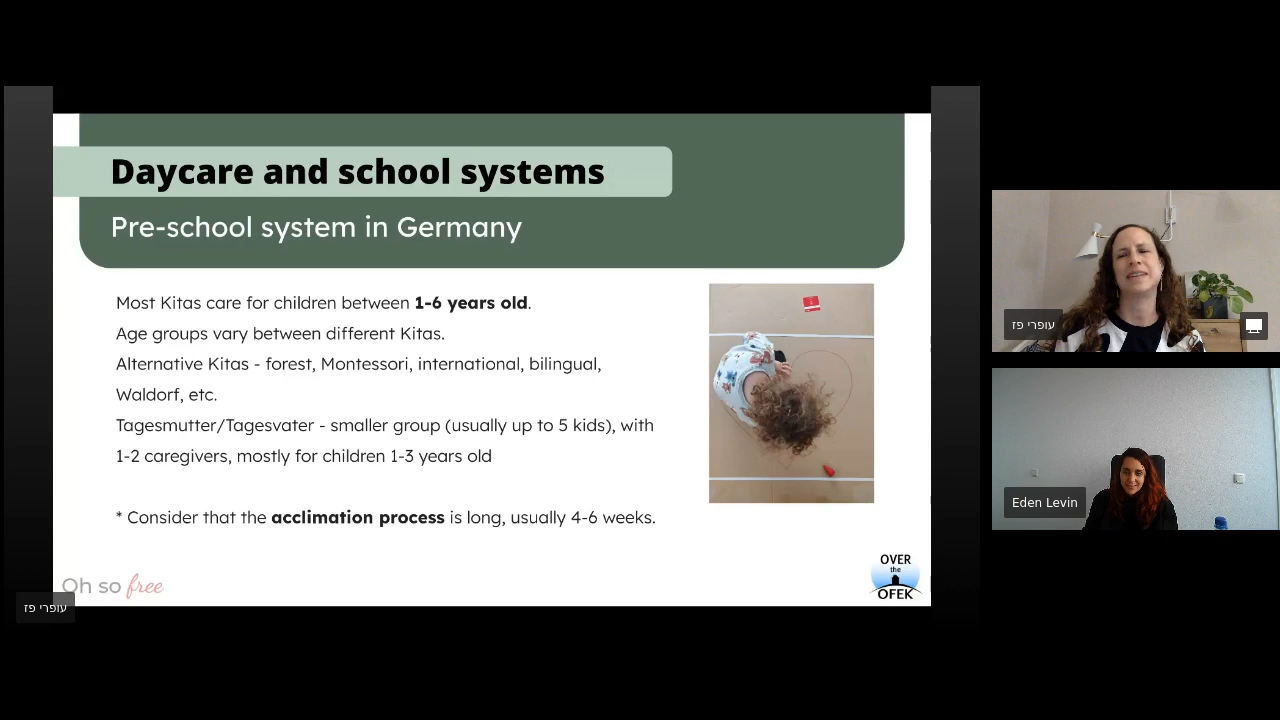 Daycare and school systems
Pre-school system in Germany
Most Kitas care for children between 1-6 years old.
Age groups vary between different Kitas.
Alternative Kitas - forest, Montessori, international, bilingual,
Waldorf, etc.
Tagesmutter/Tagesvater - smaller group (usually up to 5 kids), with
1-2 caregivers, mostly for children 1-3 years old
* Consider that the acclimation process is long, usually 4-6 weeks.
Oh so free
OVER
the
OFEK
עופרי פז
עופרי פז
Eden Levin